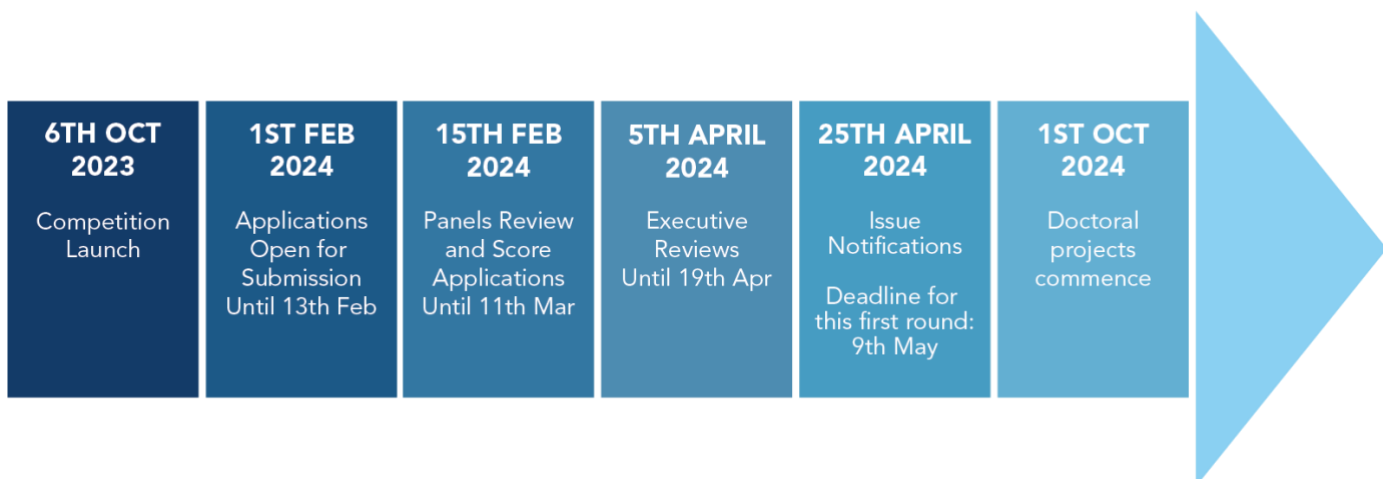 6TH OCT
2023
Competition
Launch
1ST FEB
2024
Applications
Open for
Submission
Until 13th Feb
15TH FEB
2024
Panels Review
and Score
Applications
Until 11th Mar
5TH APRIL
2024
Executive
Reviews
Until 19th Apr
25TH APRIL
2024
Issue
Notifications
Deadline for
this first round:
9th May
1ST OCT
2024
Doctoral
projects
commence